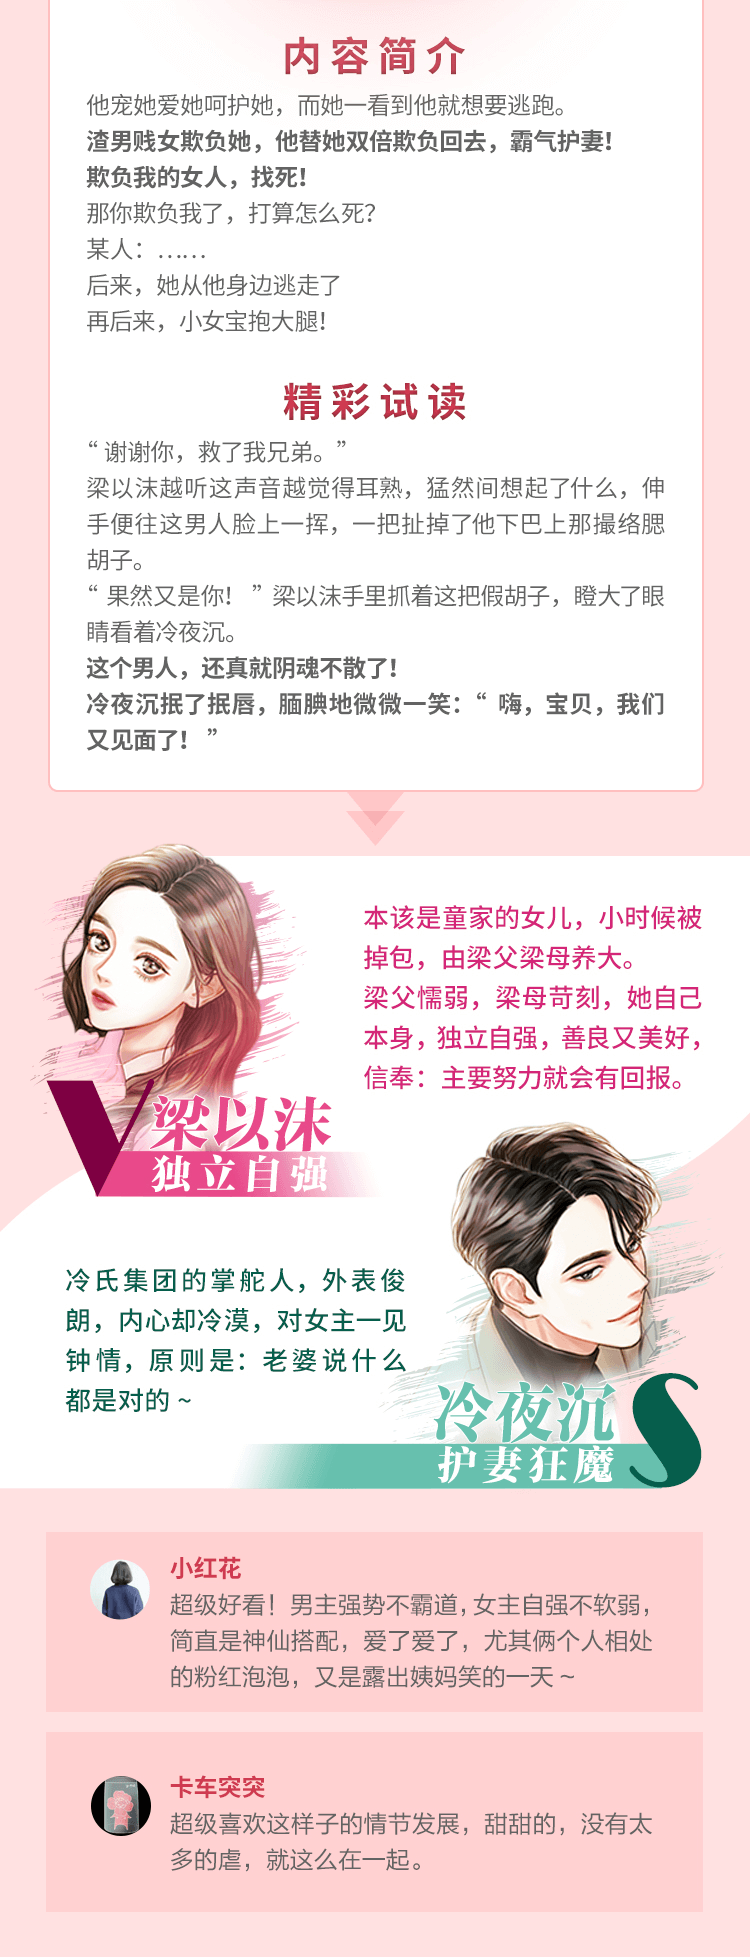 内容简介
他宠她爱她呵护她，而她一看到他就想要逃跑。
渣男贱女欺负她，他替她双倍欺负回去，霸气护妻！
欺负我的女人，找死！
那你欺负我了，打算怎么死？
某人：……
后来，她从他身边逃走了
再后来，小女宝抱大腿！
精彩试读
“谢谢你，救了我兄弟。”
梁以沫越听这声音越觉得耳熟，猛然间想起了什么，伸
手便往这男人脸上一挥，一把扯掉了他下巴上那撮络腮
胡子。
“果然又是你！”梁以沫手里抓着这把假胡子，瞪大了眼
睛看着冷夜沉。
这个男人，还真就阴魂不散了！
冷夜沉抿了抿唇，腼腆地微微一笑：“嗨，宝贝，我们
又见面了！”
本该是童家的女儿，小时候被
掉包，由梁父梁母养大。
梁父懦弱，梁母苛刻，她自己
本身，独立自强，善良又美好，
信奉：主要努力就会有回报。
V
梁以沫
独立自强
冷氏集团的掌舵人，外表俊
朗，内心却冷漠，对女主一见
钟情，原则是：老婆说什么
都是对的～
冷夜沉
护妻狂魔
S
小红花
超级好看！男主强势不霸道，女主自强不软弱，
简直是神仙搭配，爱了爱了，尤其俩个人相处
的粉红泡泡，又是露出姨妈笑的一天～
卡车突突
超级喜欢这样子的情节发展，甜甜的，没有太
多的虐，就这么在一起。